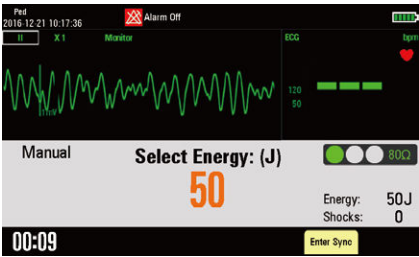 Ped
2016-12-21 10:17:36
Alarm Off
II X 1 Monitor
1mV
ECG bpm
120
50
Manual
Select Energy: (J)
50
80Ω
Energy: 50J
Shocks: 0
00:09
Enter Sync